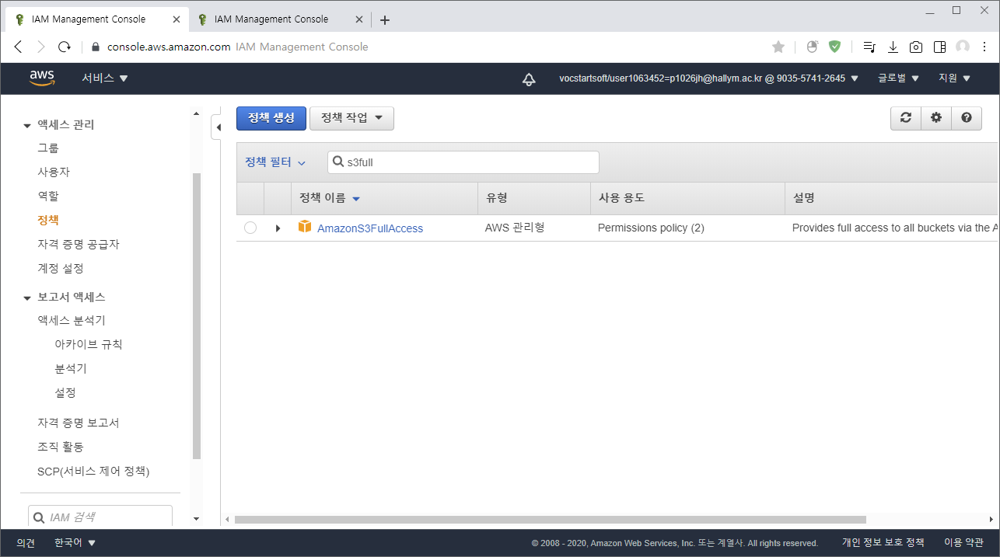 IAM Management Console
IAM Management Console
console.aws.amazon.com IAM Management Console
aws
서비스
vocstartsoft/user1063452=p1026jh@hallym.ac.kr @ 9035-5741-2645
글로벌
지원
액세스 관리
그룹
사용자
역할
정책
자격 증명 공급자
계정 설정
보고서 액세스
액세스 분석기
아카이브 규칙
분석기
설정
자격 증명 보고서
조직 활동
SCP(서비스 제어 정책)
IAM 검색
정책 생성
정책 작업
정책 필터
s3full
정책 이름
유형
사용 용도
설명
AmazonS3FullAccess
AWS 관리형
Permissions policy (2)
Provides full access to all buckets via the A
의견
한국어
© 2008 - 2020, Amazon Web Services, Inc. 또는 계열사. All rights reserved.
개인 정보 보호 정책
이용 약관